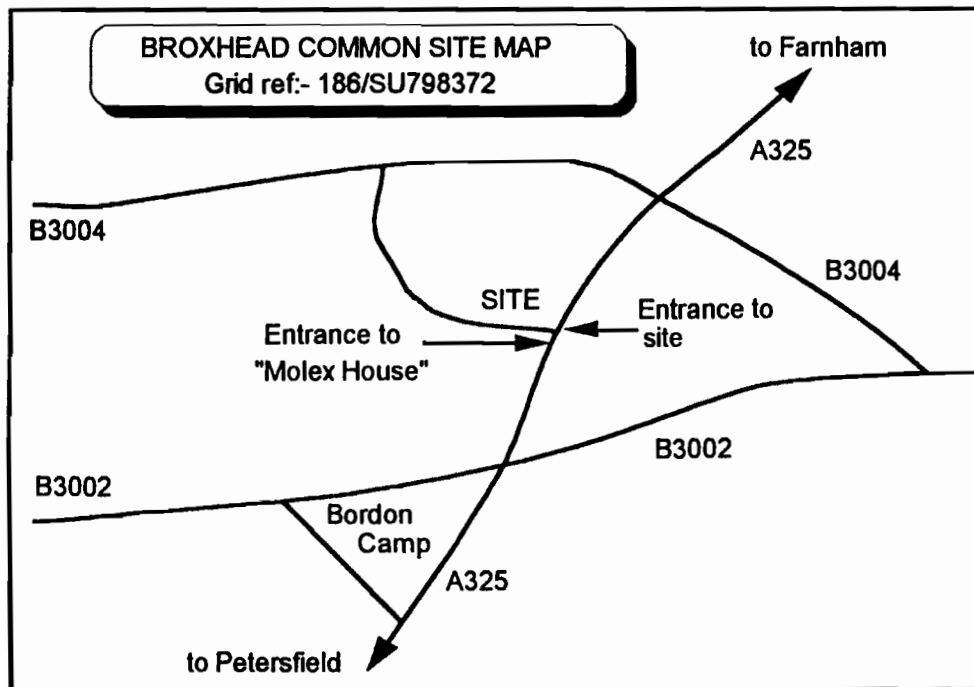 BROXHEAD COMMON SITE MAP
Grid ref:- 186/SU798372
to Farnham
A325
B3004
B3004
SITE
Entrance to
site
Entrance to
"Molex House"
B3002
B3002
Bordon
Camp
A325
to Petersfield